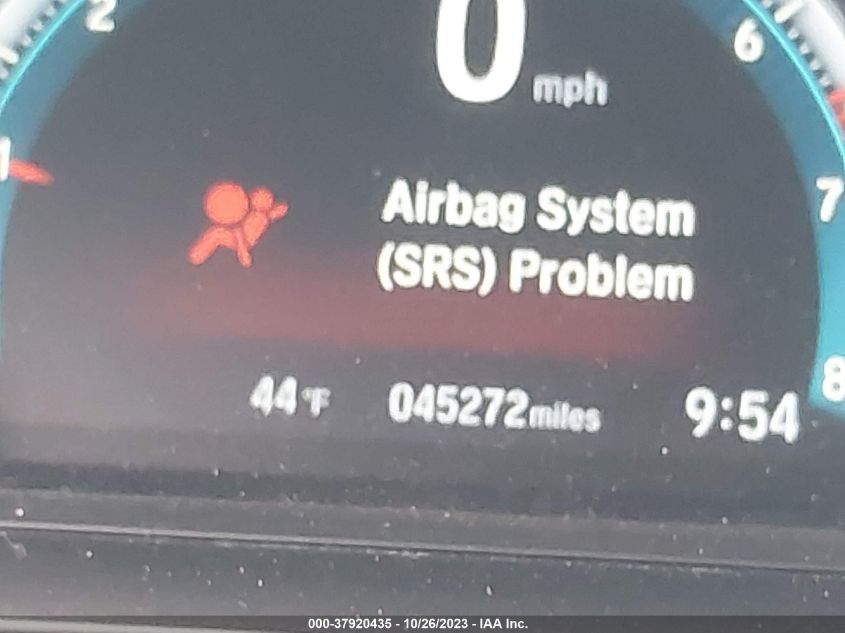 2
0 mph
6
1
Airbag System
7
(SRS) Problem
8
44°F 045272 miles 9:54
000-37920435 - 10/26/2023 - IAA Inc.